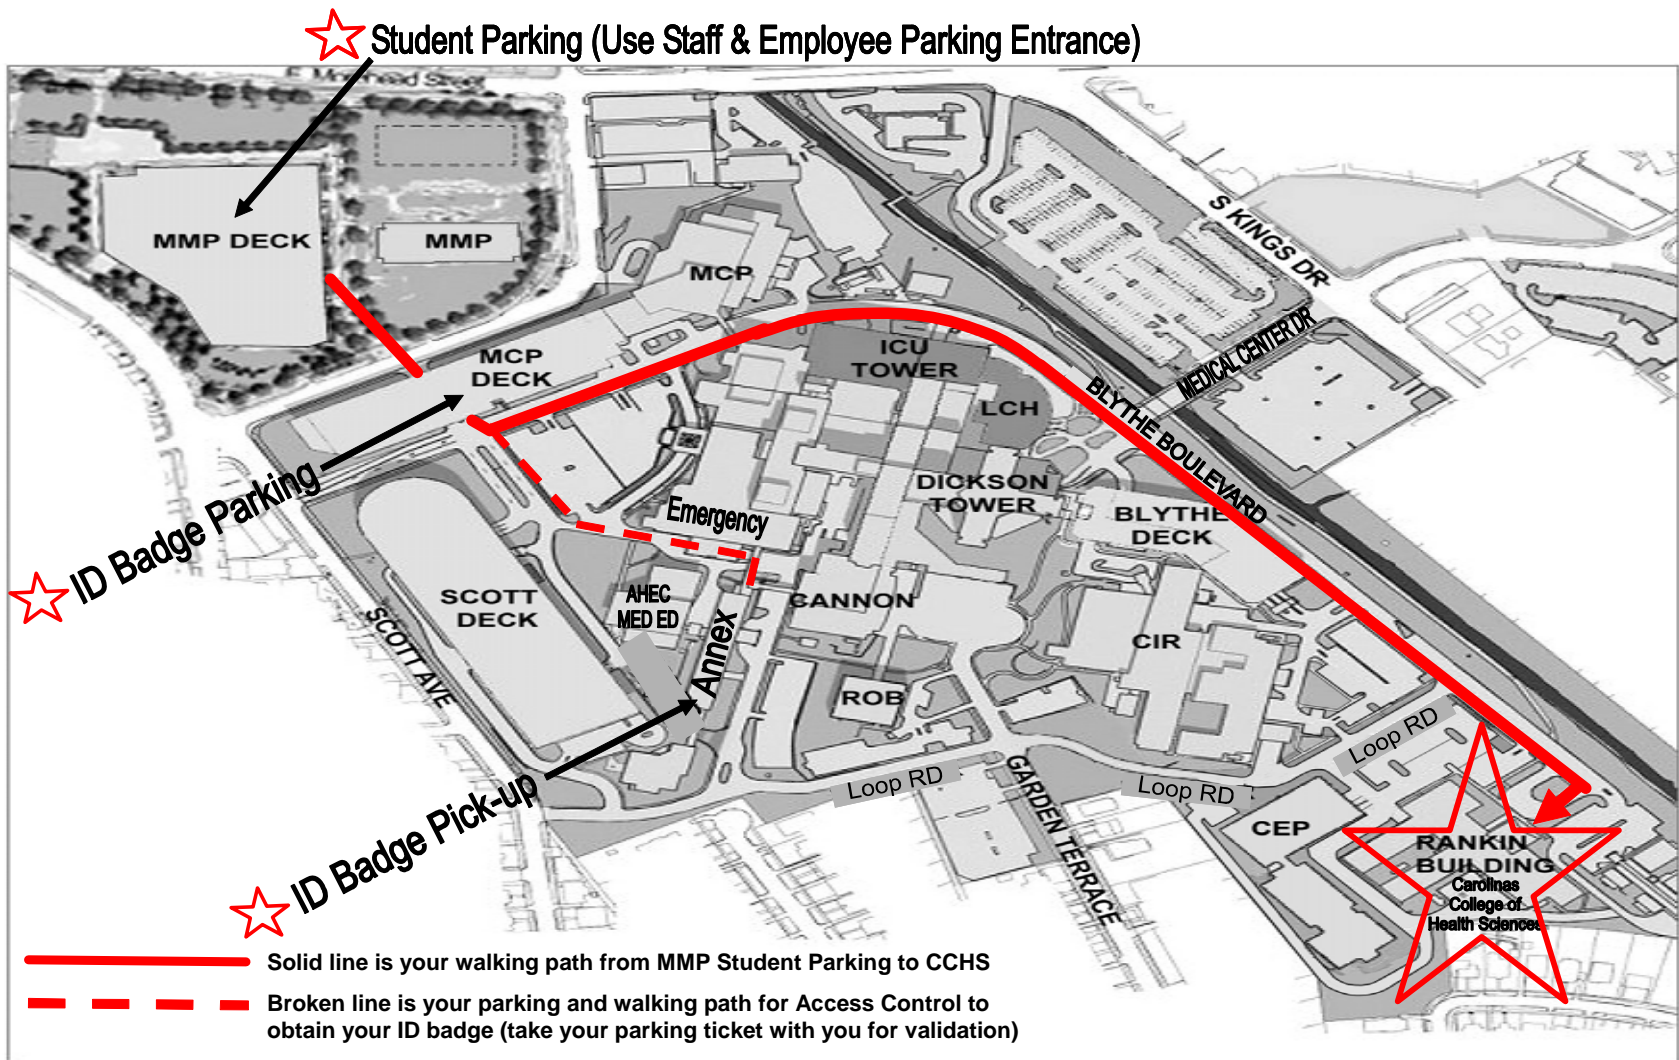 Student Parking (Use Staff & Employee Parking Entrance)
E. Morehead Street
MMP DECK
MMP
S KINGS DR
MCP
MCP
DECK
ICU
TOWER
MEDICAL CENTER DR
LCH
BLYTHE BOULEVARD
DICKSON
TOWER
BLYTHE
DECK
Emergency
ID Badge Parking
SCOTT
DECK
AHEC
MED ED
CANNON
Annex
CIR
SCOTT AVE
ROB
Loop RD
Loop RD
Loop RD
GARDEN TERRACE
ID Badge Pick-up
CEP
RANKIN
BUILDING
Carolinas
College of
Health Sciences
Solid line is your walking path from MMP Student Parking to CCHS
Broken line is your parking and walking path for Access Control to
obtain your ID badge (take your parking ticket with you for validation)